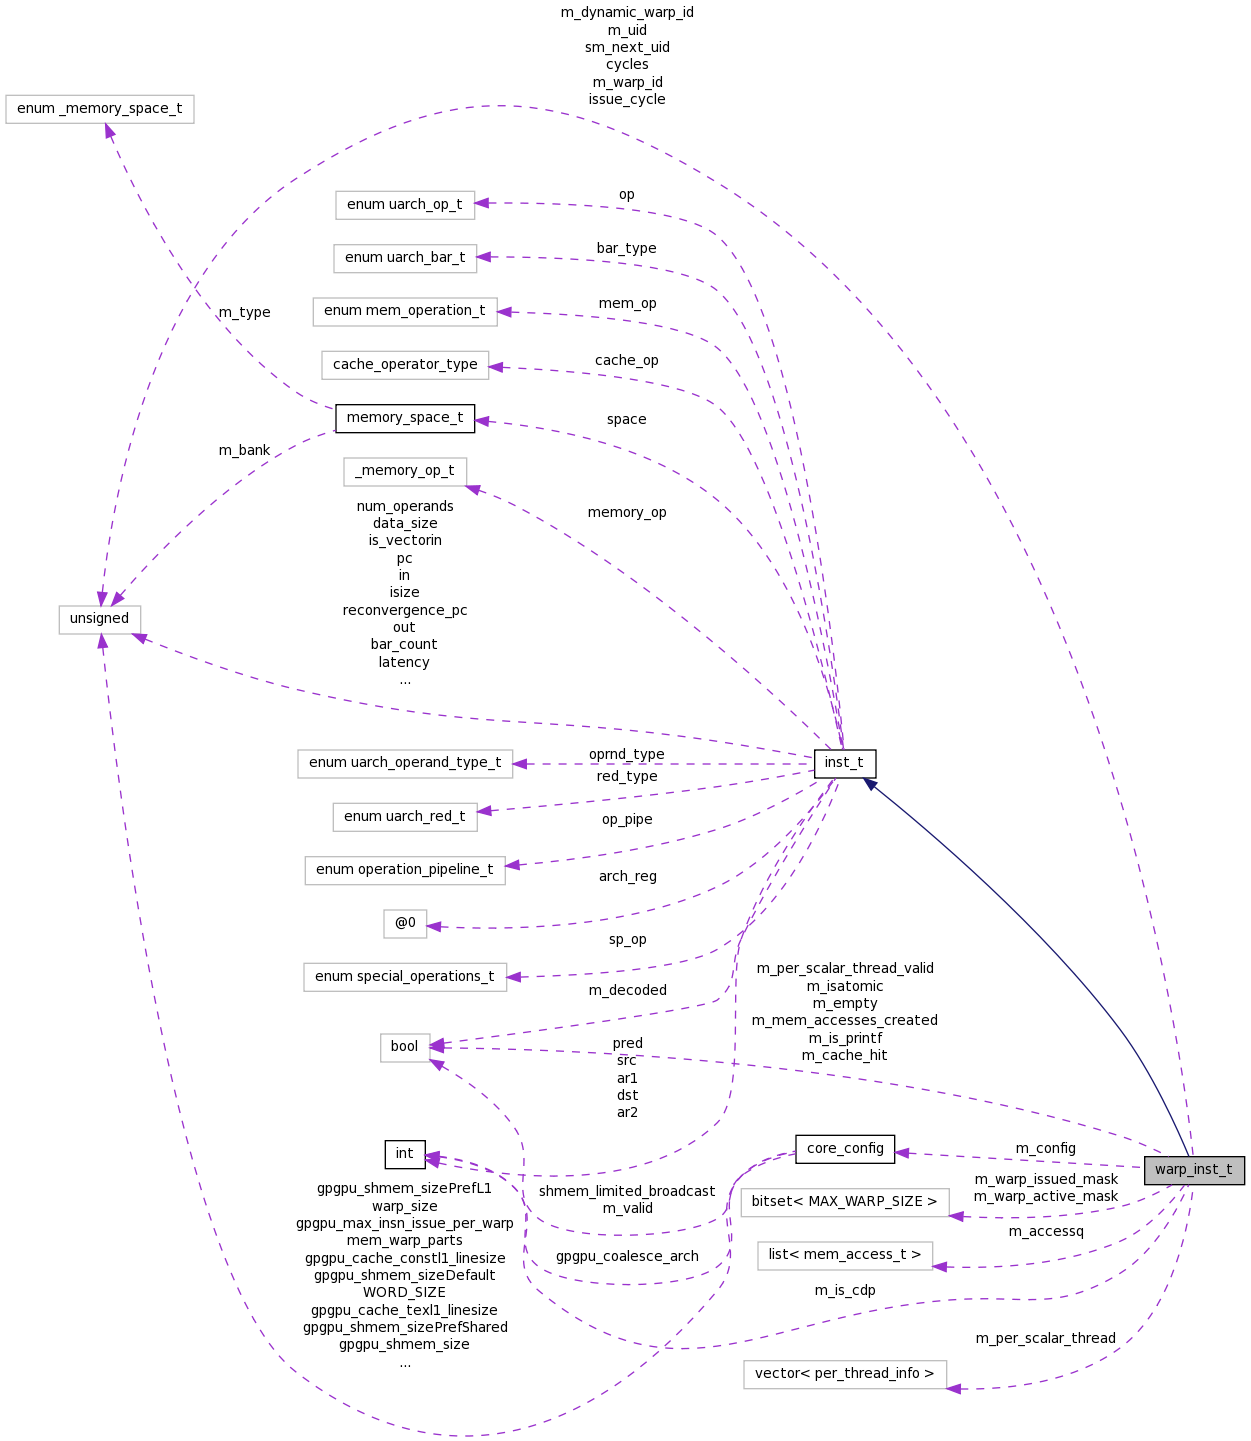 m_dynamic_warp_id
m_uid
sm_next_uid
cycles
m_warp_id
issue_cycle
enum _memory_space_t
op
enum uarch_op_t
bar_type
enum uarch_bar_t
mem_op
enum mem_operation_t
m_type
cache_op
cache_operator_type
memory_space_t
space
m_bank
_memory_op_t
memory_op
num_operands
data_size
is_vectorin
pc
in
isize
reconvergence_pc
out
bar_count
latency
...
unsigned
oprnd_type
enum uarch_operand_type_t
inst_t
red_type
enum uarch_red_t
op_pipe
enum operation_pipeline_t
arch_reg
@0
sp_op
enum special_operations_t
m_decoded
m_per_scalar_thread_valid
m_isatomic
m_empty
m_mem_accesses_created
m_is_printf
m_cache_hit
bool
pred
src
ar1
dst
ar2
int
core_config
m_config
warp_inst_t
m_warp_issued_mask
m_warp_active_mask
bitset< MAX_WARP_SIZE >
shmem_limited_broadcast
m_valid
gpgpu_shmem_sizePrefL1
warp_size
gpgpu_max_insn_issue_per_warp
mem_warp_parts
gpgpu_cache_constl1_linesize
gpgpu_shmem_sizeDefault
WORD_SIZE
gpgpu_cache_texl1_linesize
gpgpu_shmem_sizePrefShared
gpgpu_shmem_size
...
m_accessq
list< mem_access_t >
gpgpu_coalesce_arch
m_is_cdp
m_per_scalar_thread
vector< per_thread_info >